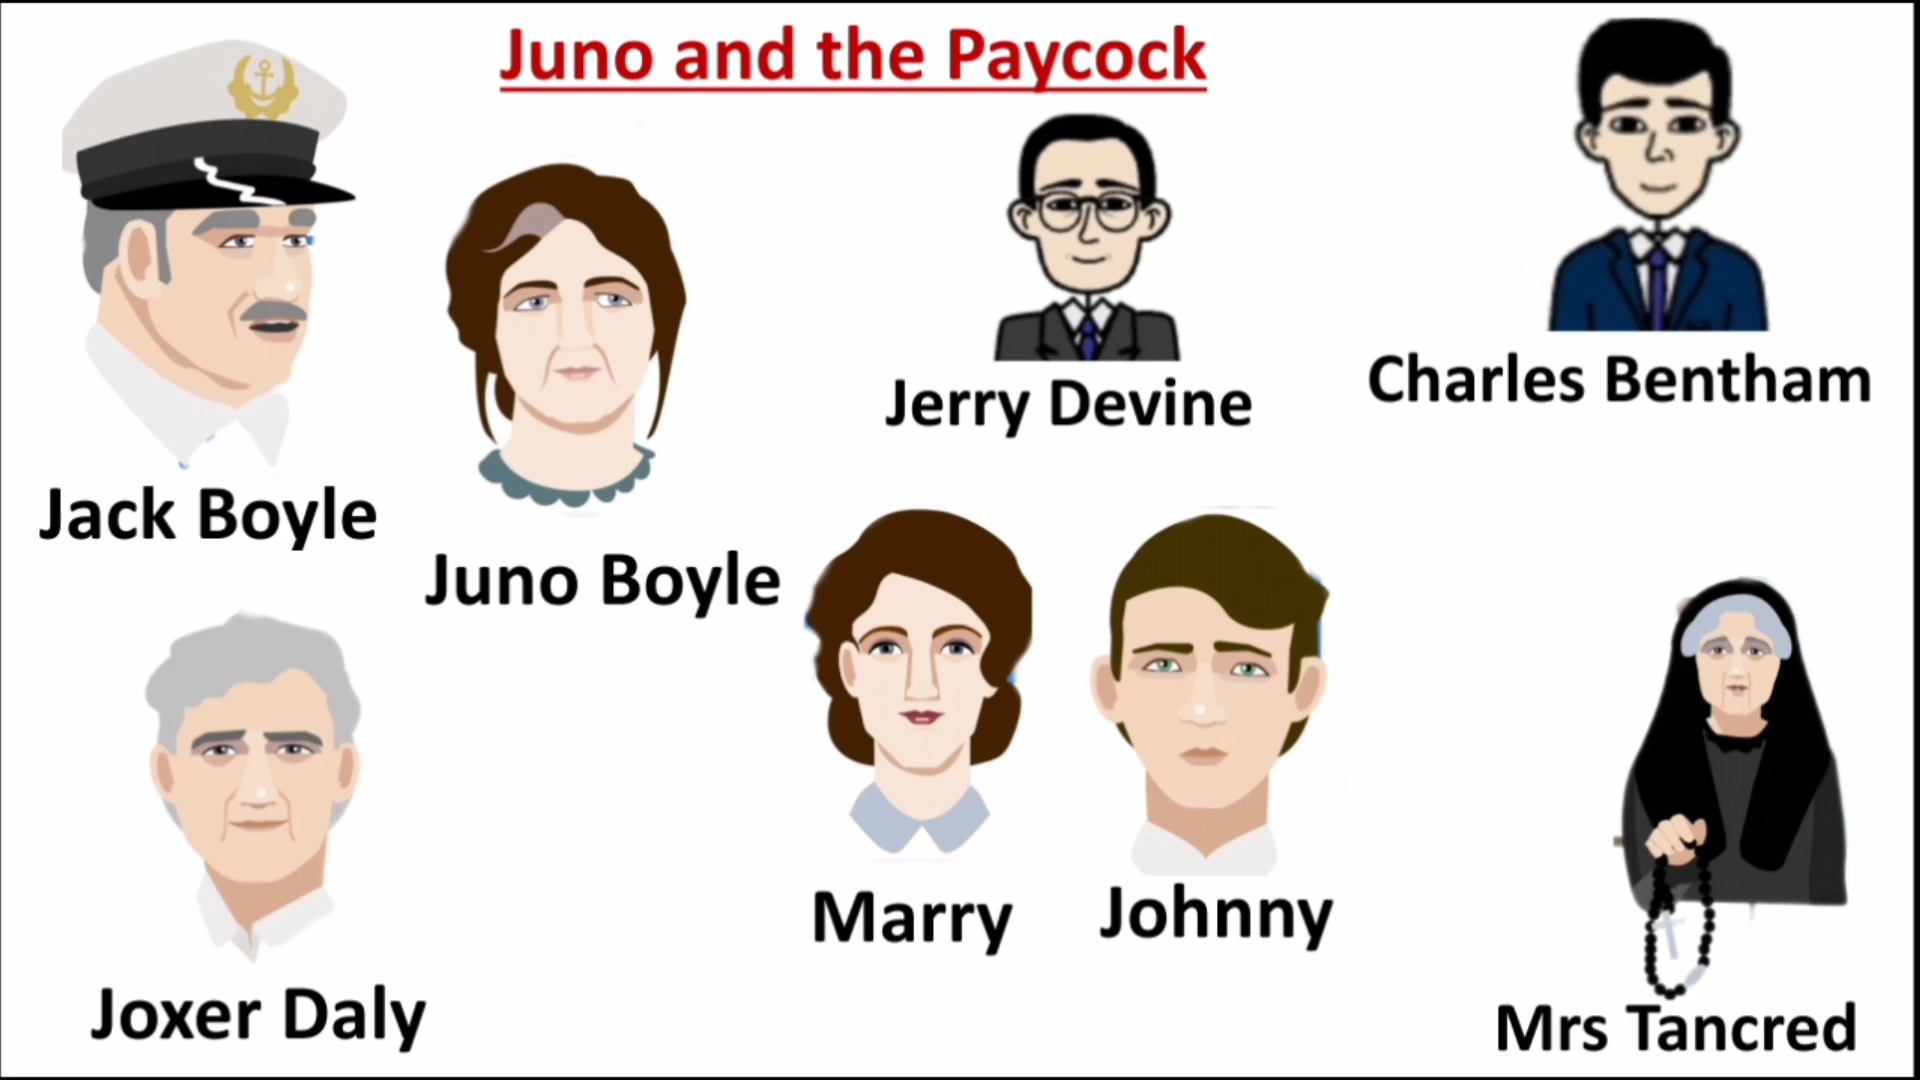 Juno and the Paycock
Jerry Devine
Charles Bentham
Jack Boyle
Juno Boyle
Marry
Johnny
Joxer Daly
Mrs Tancred